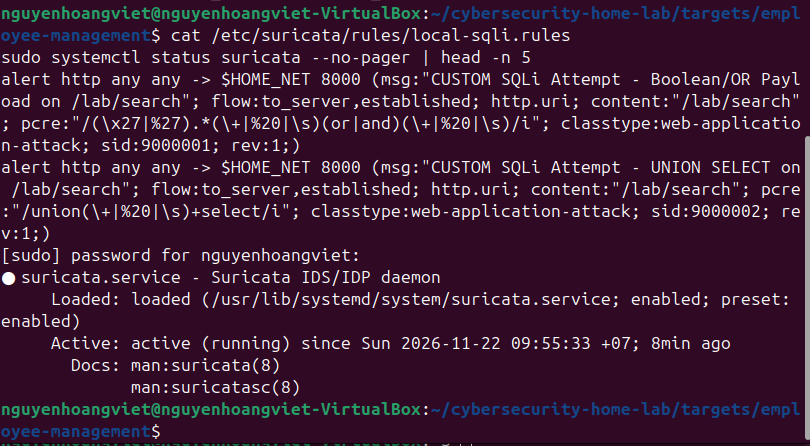 nguyenhoangviet@nguyenhoangviet-VirtualBox:~/cybersecurity-home-lab/targets/empl
oyee-management$ cat /etc/suricata/rules/local-sqli.rules
sudo systemctl status suricata --no-pager | head -n 5
alert http any any -> $HOME_NET 8000 (msg:"CUSTOM SQLi Attempt - Boolean/OR Payl
oad on /lab/search"; flow:to_server,established; http.uri; content:"/lab/search"
; pcre:"/(\x27|%27).*(\+|%20|\s)(or|and)(\+|%20|\s)/i"; classtype:web-applicatio
n-attack; sid:9000001; rev:1;)
alert http any any -> $HOME_NET 8000 (msg:"CUSTOM SQLi Attempt - UNION SELECT on
 /lab/search"; flow:to_server,established; http.uri; content:"/lab/search"; pcre
:"/union(\+|%20|\s)+select/i"; classtype:web-application-attack; sid:9000002; re
v:1;)
[sudo] password for nguyenhoangviet:
● suricata.service - Suricata IDS/IDP daemon
     Loaded: loaded (/usr/lib/systemd/system/suricata.service; enabled; preset:
enabled)
     Active: active (running) since Sun 2026-11-22 09:55:33 +07; 8min ago
       Docs: man:suricata(8)
             man:suricatasc(8)
nguyenhoangviet@nguyenhoangviet-VirtualBox:~/cybersecurity-home-lab/targets/empl
oyee-management$